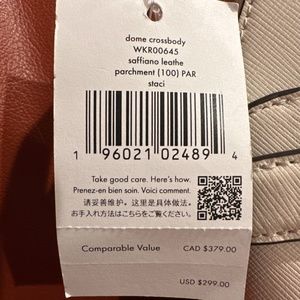 dome crossbody
WKR00645
saffiano leathe
parchment (100) PAR
staci
1 96021 02489 4
Take good care. Here's how.
Prenez-en bien soin. Voici comment.
请妥善维护。这里是具体做法
お手入れ方法はこちらをご覧ください。
Comparable Value CAD $379.00
USD $299.00